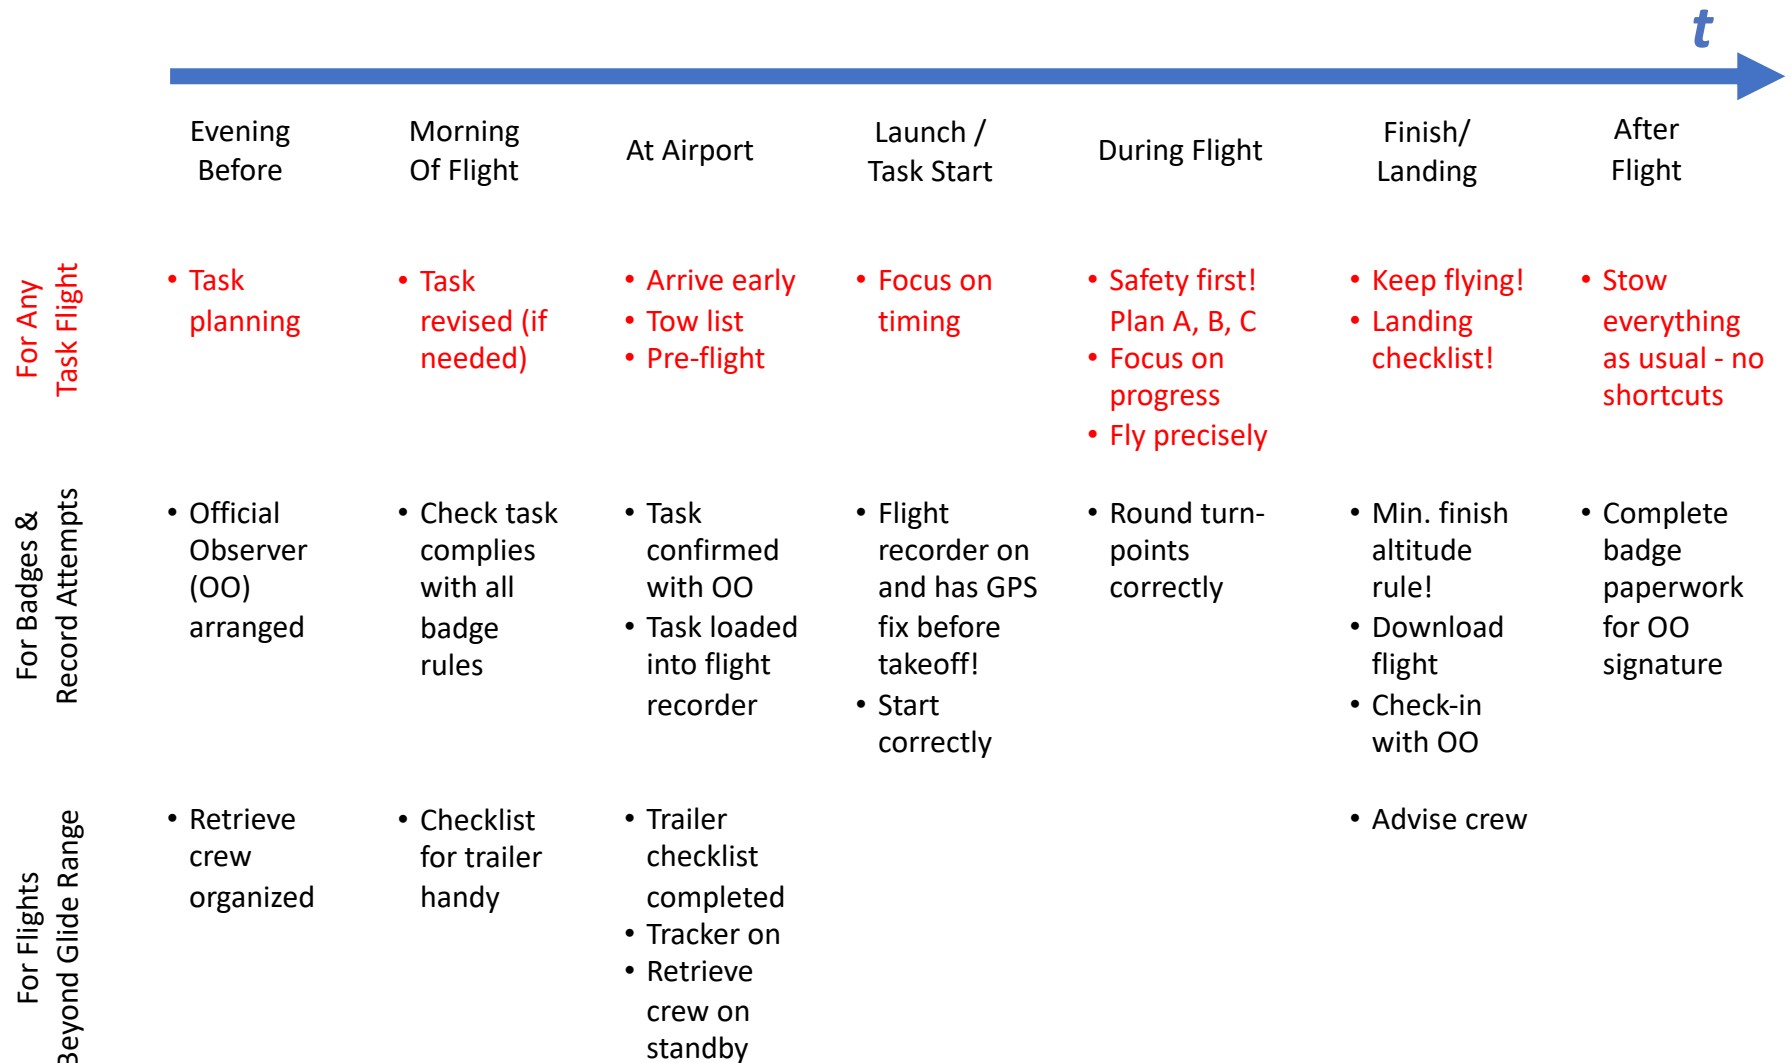 t
Evening
Before
Morning
Of Flight
At Airport
Launch /
Task Start
During Flight
Finish/
Landing
After
Flight
For Any
Task Flight
• Task
planning
• Task
revised (if
needed)
• Arrive early
• Tow list
• Pre-flight
• Focus on
timing
• Safety first!
Plan A, B, C
• Focus on
progress
• Fly precisely
• Keep flying!
• Landing
checklist!
• Stow
everything
as usual - no
shortcuts
For Badges &
Record Attempts
• Official
Observer
(OO)
arranged
• Check task
complies
with all
badge
rules
• Task
confirmed
with OO
• Task loaded
into flight
recorder
• Flight
recorder on
and has GPS
fix before
takeoff!
• Start
correctly
• Round turn-
points
correctly
• Min. finish
altitude
rule!
• Download
flight
• Check-in
with OO
• Complete
badge
paperwork
for OO
signature
For Flights
Beyond Glide Range
• Retrieve
crew
organized
• Checklist
for trailer
handy
• Trailer
checklist
completed
• Tracker on
• Retrieve
crew on
standby
• Advise crew